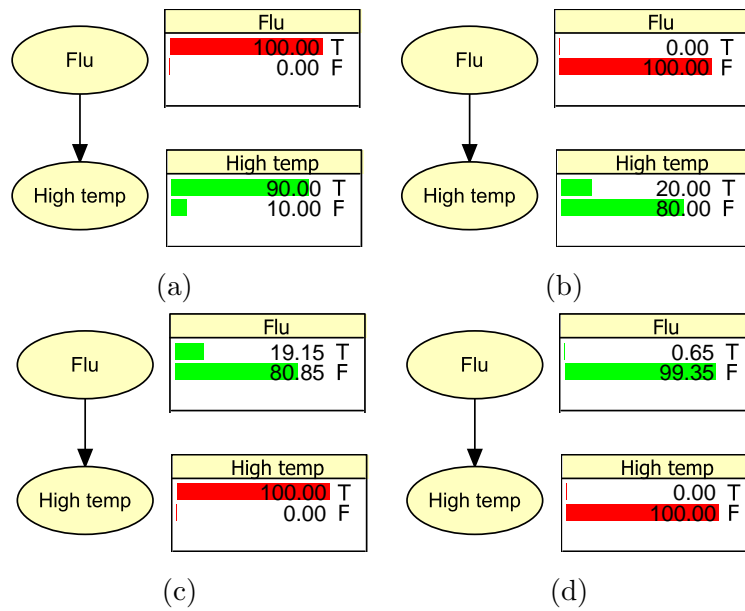 Flu
Flu
100.00 T
0.00 F
High temp
High temp
90.00 T
10.00 F
(a)
Flu
Flu
0.00 T
100.00 F
High temp
High temp
20.00 T
80.00 F
(b)
Flu
Flu
19.15 T
80.85 F
High temp
High temp
100.00 T
0.00 F
(c)
Flu
Flu
0.65 T
99.35 F
High temp
High temp
0.00 T
100.00 F
(d)